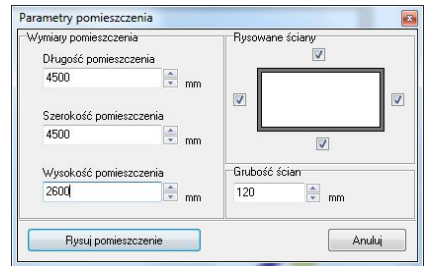 Parametry pomieszczenia
Wymiary pomieszczenia
Długość pomieszczenia
4500
mm
Szerokość pomieszczenia
4500
mm
Wysokość pomieszczenia
2600
mm
Rysowane ściany
Grubość ścian
120
mm
Rysuj pomieszczenie
Anuluj